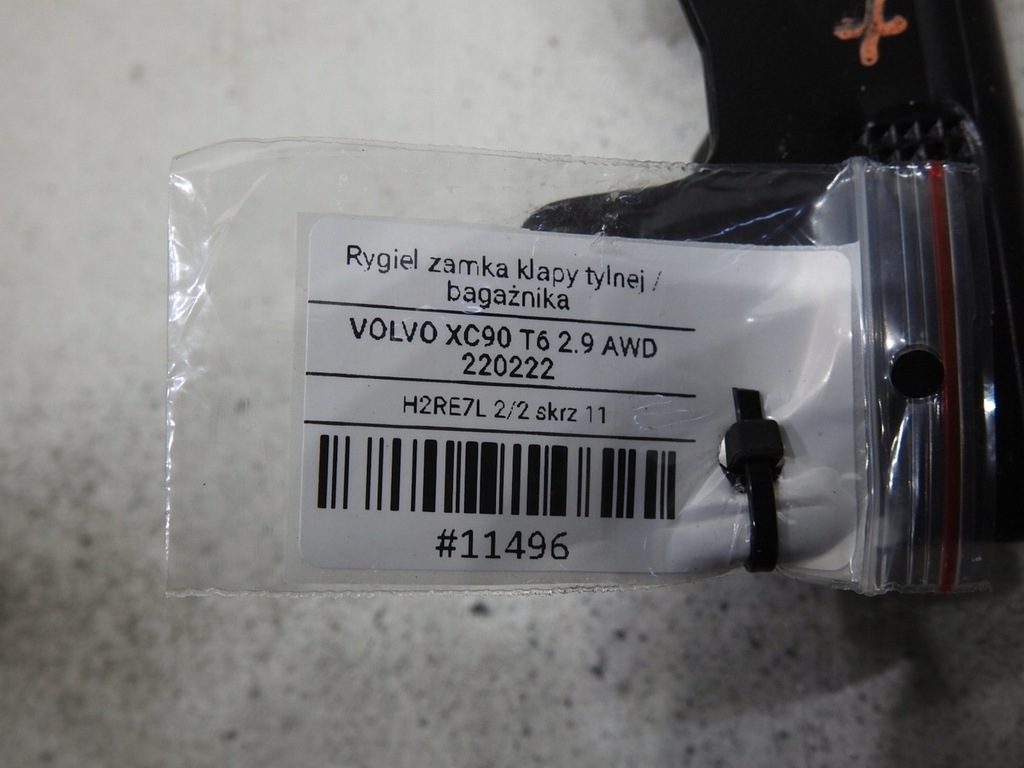 Rygiel zamka klapy tylnej /
bagażnika
VOLVO XC90 T6 2.9 AWD
220222
H2RE7L 2/2 skrz 11
#11496